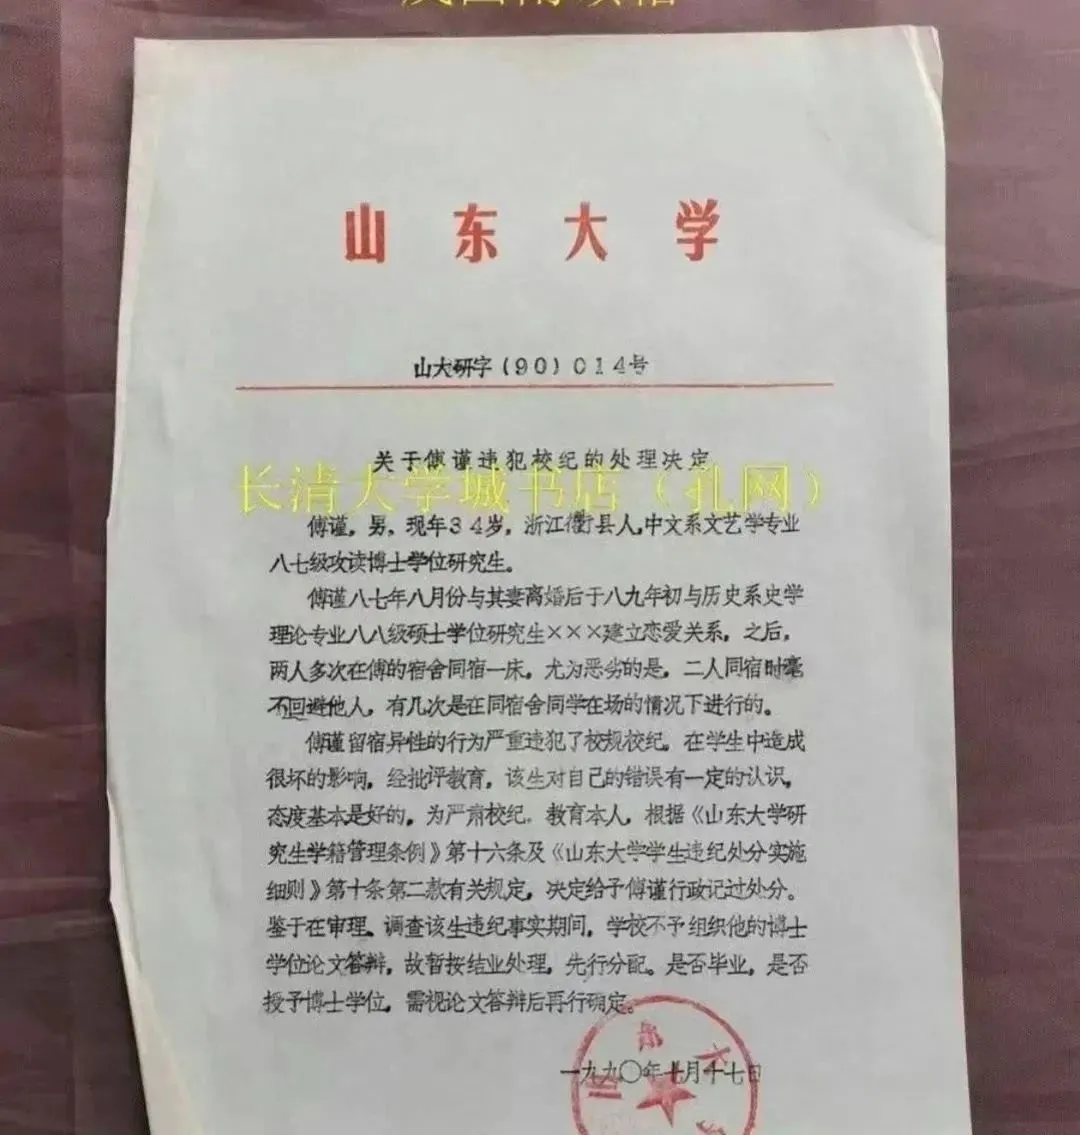 山东大学
山大研字(90)014号
关于傅谨违犯校纪的处理决定
长清大学城书店（孔网）
傅谨，男，现年34岁，浙江衢县人，中文系文艺学专业
八七级攻读博士学位研究生。
傅谨八七年八月份与其妻离婚后于八九年初与历史系史学
理论专业八八级硕士学位研究生×××建立恋爱关系，之后，
两人多次在傅的宿舍同宿一床。尤为恶劣的是，二人同宿时毫
不回避他人，有几次是在同宿舍同学在场的情况下进行的。
傅谨留宿异性的行为严重违犯了校规校纪。在学生中造成
很坏的影响，经批评教育，该生对自己的错误有一定的认识，
态度基本是好的。为严肃校纪，教育本人，根据《山东大学研
究生学籍管理条例》第十六条及《山东大学学生违纪处分实施
细则》第十条第二款有关规定，决定给予傅谨行政记过处分。
鉴于在审理、调查该生违纪事实期间，学校不予组织他的博士
学位论文答辩，故暂按结业处理，先行分配。是否毕业，是否
授予博士学位，需视论文答辩后再行确定。
一九九〇年七月十七日